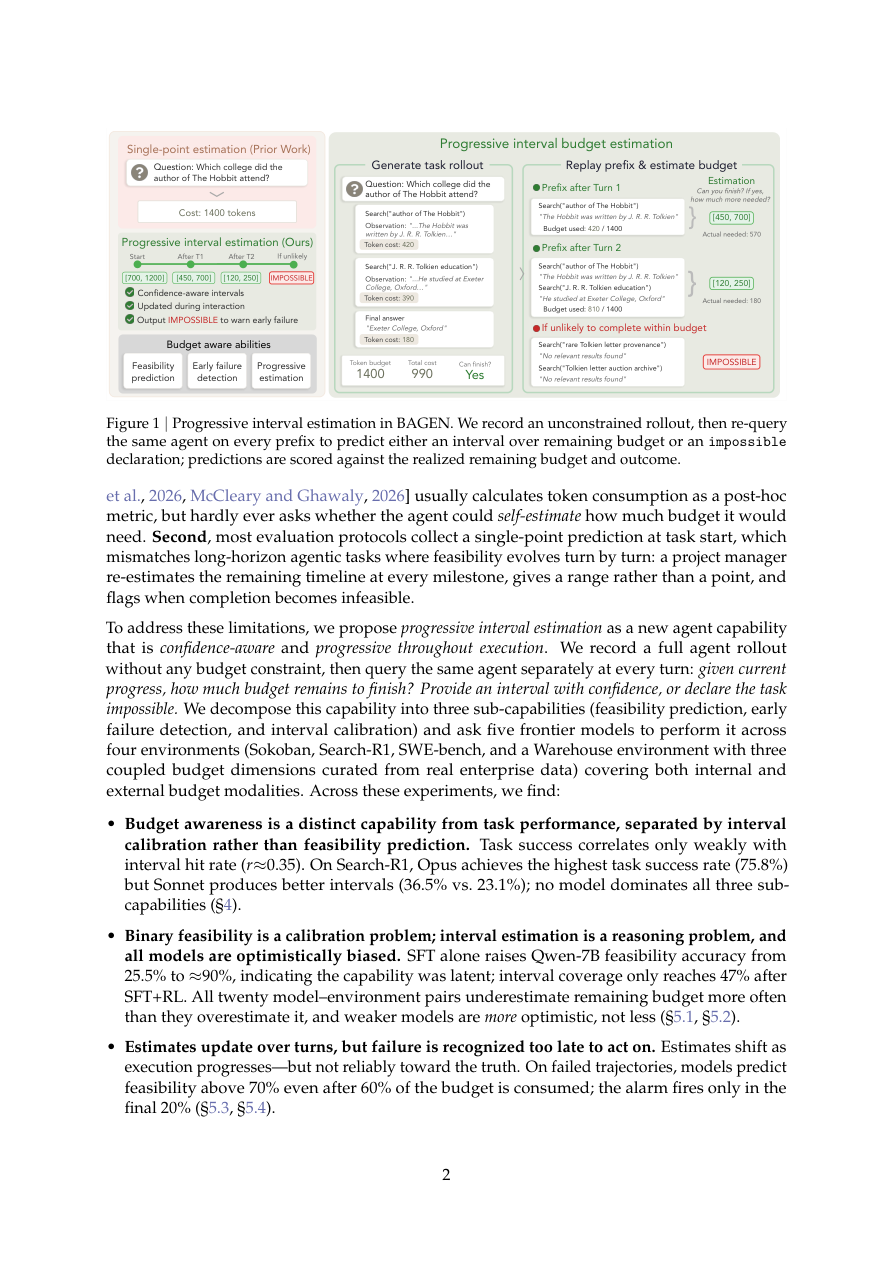 Single-point estimation (Prior Work)
Question: Which college did the
author of The Hobbit attend?
Cost: 1400 tokens
Progressive interval estimation (Ours)
Start After T1 After T2 If unlikely
[700, 1200] [450, 700] [120, 250] IMPOSSIBLE
Confidence-aware intervals
Updated during interaction
Output IMPOSSIBLE to warn early failure
Budget aware abilities
Feasibility
prediction
Early failure
detection
Progressive
estimation
Progressive interval budget estimation
Generate task rollout
Question: Which college did the
author of The Hobbit attend?
Search("author of The Hobbit")
Observation: "...The Hobbit was
written by J. R. R. Tolkien..."
Token cost: 420
Search("J. R. R. Tolkien education")
Observation: "...He studied at Exeter
College, Oxford..."
Token cost: 390
Final answer
"Exeter College, Oxford"
Token cost: 180
Token budget
1400
Total cost
990
Can finish?
Yes
Replay prefix & estimate budget
Estimation
Can you finish? If yes,
how much more needed?
Prefix after Turn 1
Search("author of The Hobbit")
"The Hobbit was written by J. R. R. Tolkien"
Budget used: 420 / 1400
[450, 700]
Actual needed: 570
Prefix after Turn 2
Search("author of The Hobbit")
"The Hobbit was written by J. R. R. Tolkien"
Search("J. R. R. Tolkien education")
"He studied at Exeter College, Oxford"
Budget used: 810 / 1400
[120, 250]
Actual needed: 180
If unlikely to complete within budget
Search("rare Tolkien letter provenance")
"No relevant results found"
Search("Tolkien letter auction archive")
"No relevant results found"
IMPOSSIBLE
Figure 1 | Progressive interval estimation in BAGEN. We record an unconstrained rollout, then re-query
the same agent on every prefix to predict either an interval over remaining budget or an impossible
declaration; predictions are scored against the realized remaining budget and outcome.
et al., 2026, McCleary and Ghawaly, 2026] usually calculates token consumption as a post-hoc
metric, but hardly ever asks whether the agent could self-estimate how much budget it would
need. Second, most evaluation protocols collect a single-point prediction at task start, which
mismatches long-horizon agentic tasks where feasibility evolves turn by turn: a project manager
re-estimates the remaining timeline at every milestone, gives a range rather than a point, and
flags when completion becomes infeasible.
To address these limitations, we propose progressive interval estimation as a new agent capability
that is confidence-aware and progressive throughout execution. We record a full agent rollout
without any budget constraint, then query the same agent separately at every turn: given current
progress, how much budget remains to finish? Provide an interval with confidence, or declare the task
impossible. We decompose this capability into three sub-capabilities (feasibility prediction, early
failure detection, and interval calibration) and ask five frontier models to perform it across
four environments (Sokoban, Search-R1, SWE-bench, and a Warehouse environment with three
coupled budget dimensions curated from real enterprise data) covering both internal and
external budget modalities. Across these experiments, we find:
• Budget awareness is a distinct capability from task performance, separated by interval
calibration rather than feasibility prediction. Task success correlates only weakly with
interval hit rate (r≈0.35). On Search-R1, Opus achieves the highest task success rate (75.8%)
but Sonnet produces better intervals (36.5% vs. 23.1%); no model dominates all three sub-
capabilities (§4).
• Binary feasibility is a calibration problem; interval estimation is a reasoning problem, and
all models are optimistically biased. SFT alone raises Qwen-7B feasibility accuracy from
25.5% to ≈90%, indicating the capability was latent; interval coverage only reaches 47% after
SFT+RL. All twenty model–environment pairs underestimate remaining budget more often
than they overestimate it, and weaker models are more optimistic, not less (§5.1, §5.2).
• Estimates update over turns, but failure is recognized too late to act on. Estimates shift as
execution progresses—but not reliably toward the truth. On failed trajectories, models predict
feasibility above 70% even after 60% of the budget is consumed; the alarm fires only in the
final 20% (§5.3, §5.4).
2